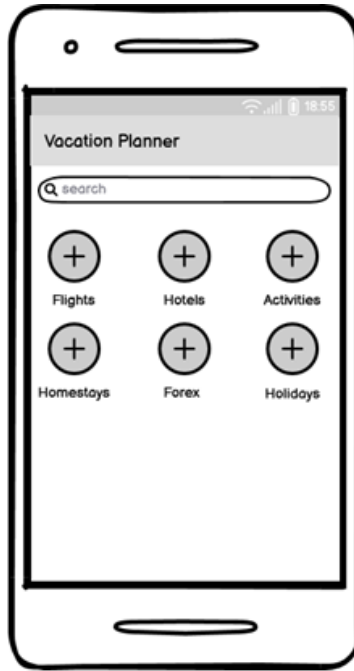 18:55
Vacation Planner
search
Flights Hotels Activities
Homestays Forex Holidays